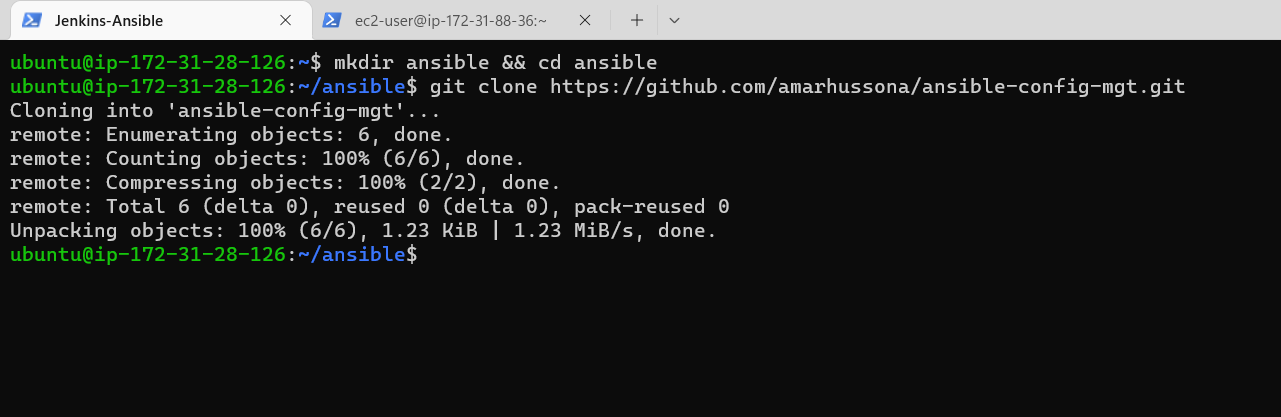 Jenkins-Ansible
ec2-user@ip-172-31-88-36:~
ubuntu@ip-172-31-28-126:~$ mkdir ansible && cd ansible
ubuntu@ip-172-31-28-126:~/ansible$ git clone https://github.com/amarhussona/ansible-config-mgt.git
Cloning into 'ansible-config-mgt'...
remote: Enumerating objects: 6, done.
remote: Counting objects: 100% (6/6), done.
remote: Compressing objects: 100% (2/2), done.
remote: Total 6 (delta 0), reused 0 (delta 0), pack-reused 0
Unpacking objects: 100% (6/6), 1.23 KiB | 1.23 MiB/s, done.
ubuntu@ip-172-31-28-126:~/ansible$